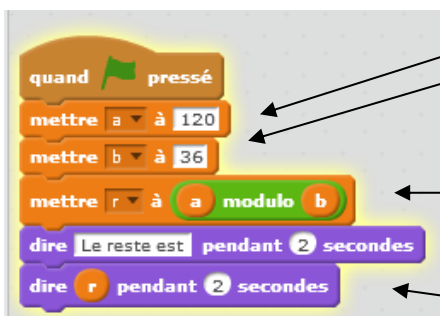 quand pressé
mettre a à 120
mettre b à 36
mettre r à a modulo b
dire Le reste est pendant 2 secondes
dire r pendant 2 secondes